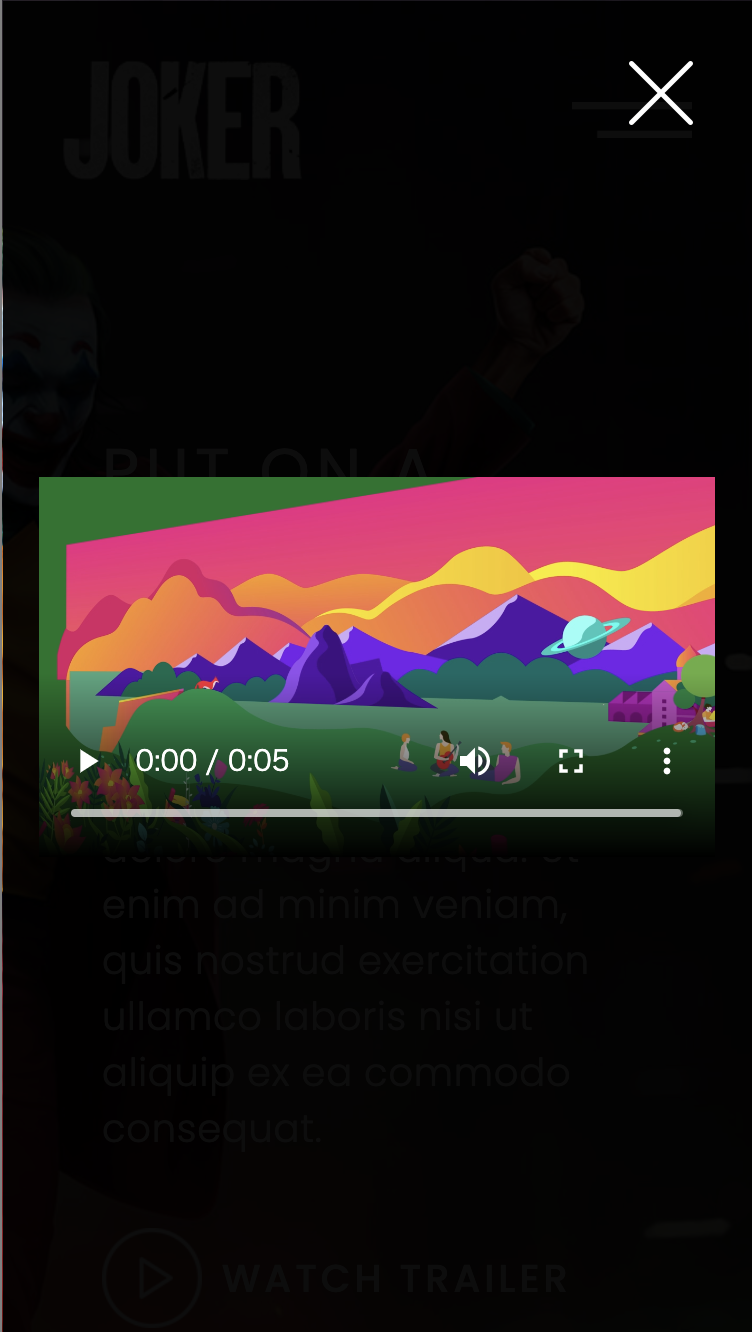 JOKER
PUT ON A
0:00 / 0:05
dolore magna aliqua. Ut
enim ad minim veniam,
quis nostrud exercitation
ullamco laboris nisi ut
aliquip ex ea commodo
consequat.
WATCH TRAILER